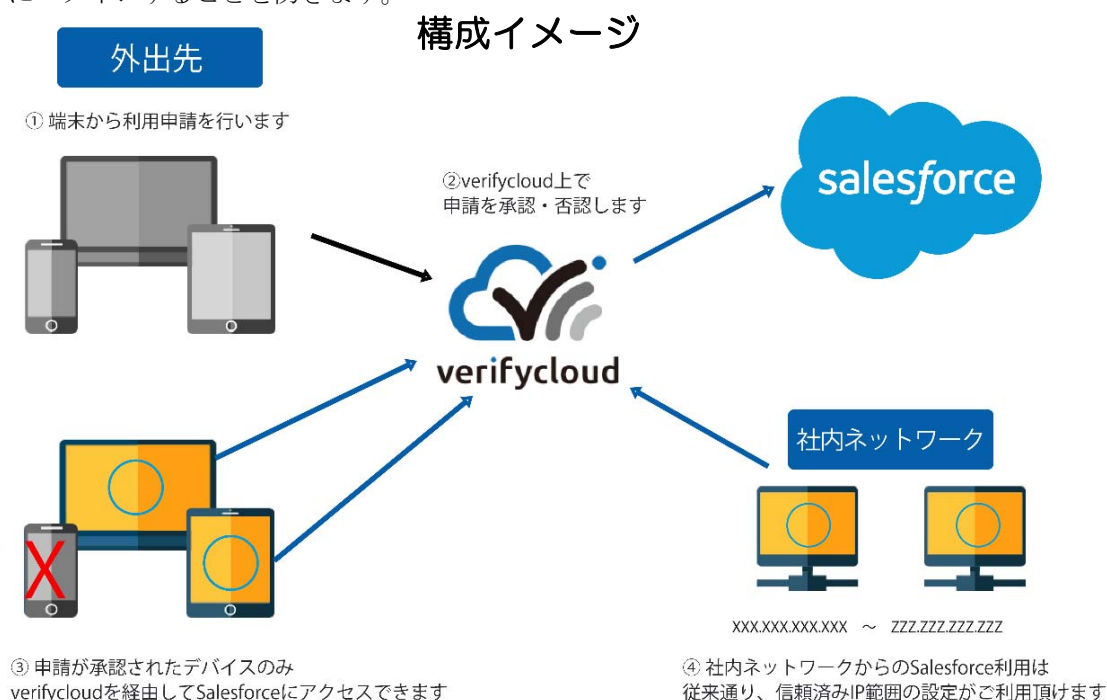 構成イメージ
外出先
① 端末から利用申請を行います
②verifycloud上で
申請を承認・否認します
salesforce
verifycloud
社内ネットワーク
X
XXX.XXX.XXX.XXX ～ ZZZ.ZZZ.ZZZ.ZZZ
③ 申請が承認されたデバイスのみ
verifycloudを経由してSalesforceにアクセスできます
④ 社内ネットワークからのSalesforce利用は
従来通り、信頼済みIP範囲の設定がご利用頂けます